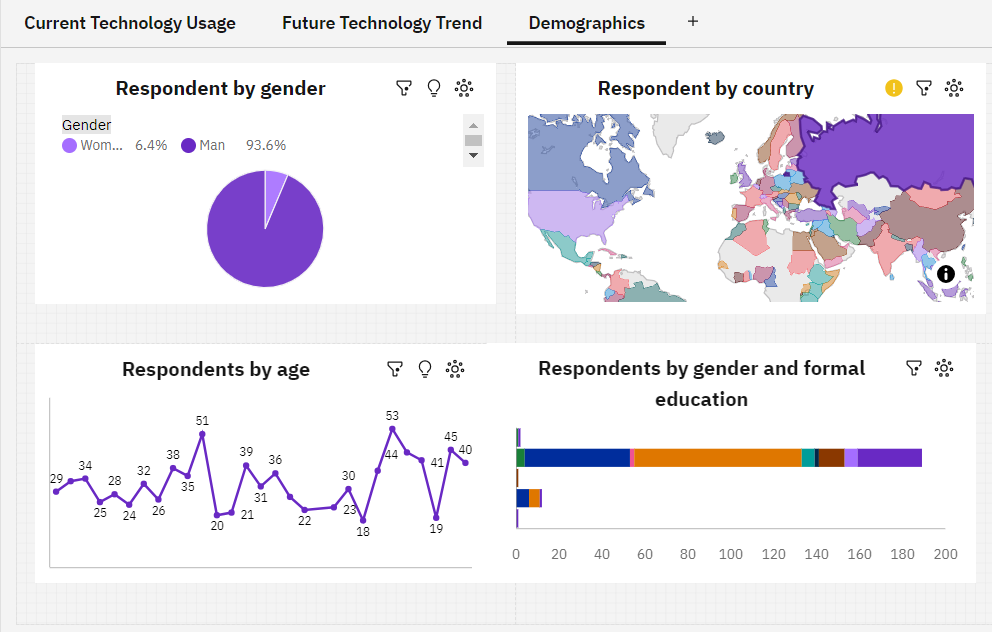 Current Technology Usage Future Technology Trend Demographics +
Respondent by gender
Gender
Wom... 6.4% Man 93.6%
Respondent by country
Respondents by age
29 34 25 28 24 32 26 38 35 51 20 21 39 31 36 22 23 30 18 44 53 41 19 45 40
Respondents by gender and formal
education
0 20 40 60 80 100 120 140 160 180 200